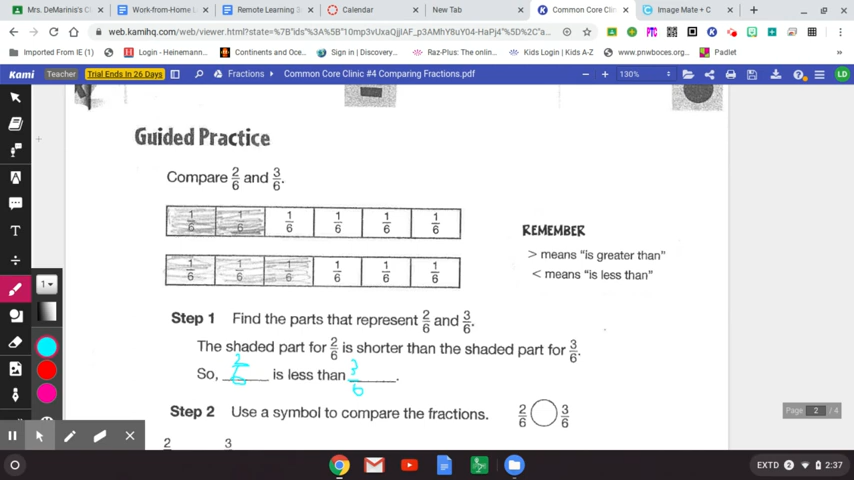 Mrs. DeMarinis's Cl
Work-from-Home L
Remote Learning 3
Calendar
New Tab
Common Core Clin
Image Mate + C
web.kamihq.com/web/viewer.html?state=%7B"ids"%3A%5B"10mp3vUqaQjjIAF_p3AMhY8uY04-HaPj4%5D%2C"a...
Imported From IE (1)
Login - Heinemann...
Continents and Oce...
Sign in | Discovery...
Raz-Plus: The onlin...
Kids Login | Kids A-Z
www.pnwboces.org...
Padlet
Kami
Teacher
Trial Ends In 26 Days
Fractions
Common Core Clinic #4 Comparing Fractions.pdf
130%
LD
Guided Practice
Compare 2/6 and 3/6.
1/6 1/6 1/6 1/6 1/6 1/6
1/6 1/6 1/6 1/6 1/6 1/6
REMEMBER
> means "is greater than"
< means "is less than"
Step 1 Find the parts that represent 2/6 and 3/6.
The shaded part for 2/6 is shorter than the shaded part for 3/6.
So, 2/6 is less than 3/6.
Step 2 Use a symbol to compare the fractions. 2/6 3/6
2 3
1
Page 2 / 4
EXTD 2 2:37